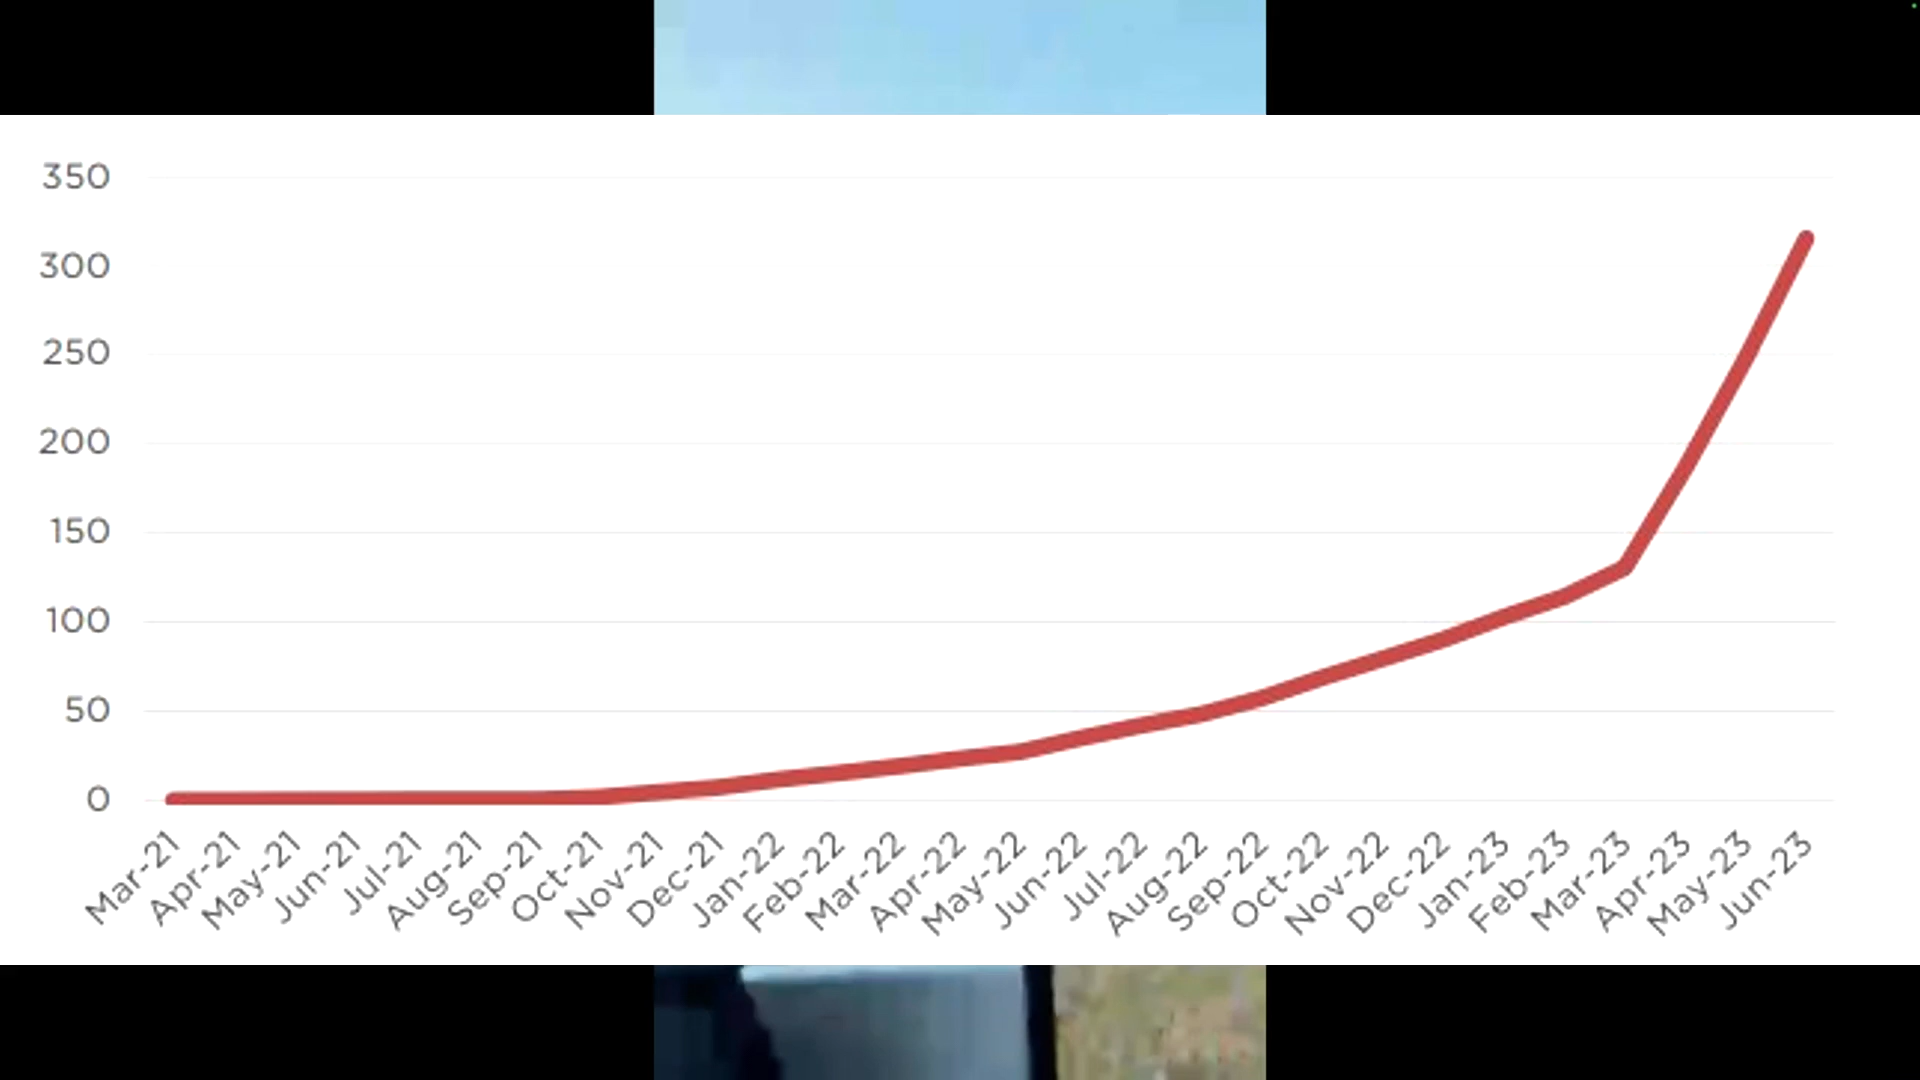 350
300
250
200
150
100
50
0
Mar-21
Apr-21
May-21
Jun-21
Jul-21
Aug-21
Sep-21
Oct-21
Nov-21
Dec-21
Jan-22
Feb-22
Mar-22
Apr-22
May-22
Jun-22
Jul-22
Aug-22
Sep-22
Oct-22
Nov-22
Dec-22
Jan-23
Feb-23
Mar-23
Apr-23
May-23
Jun-23